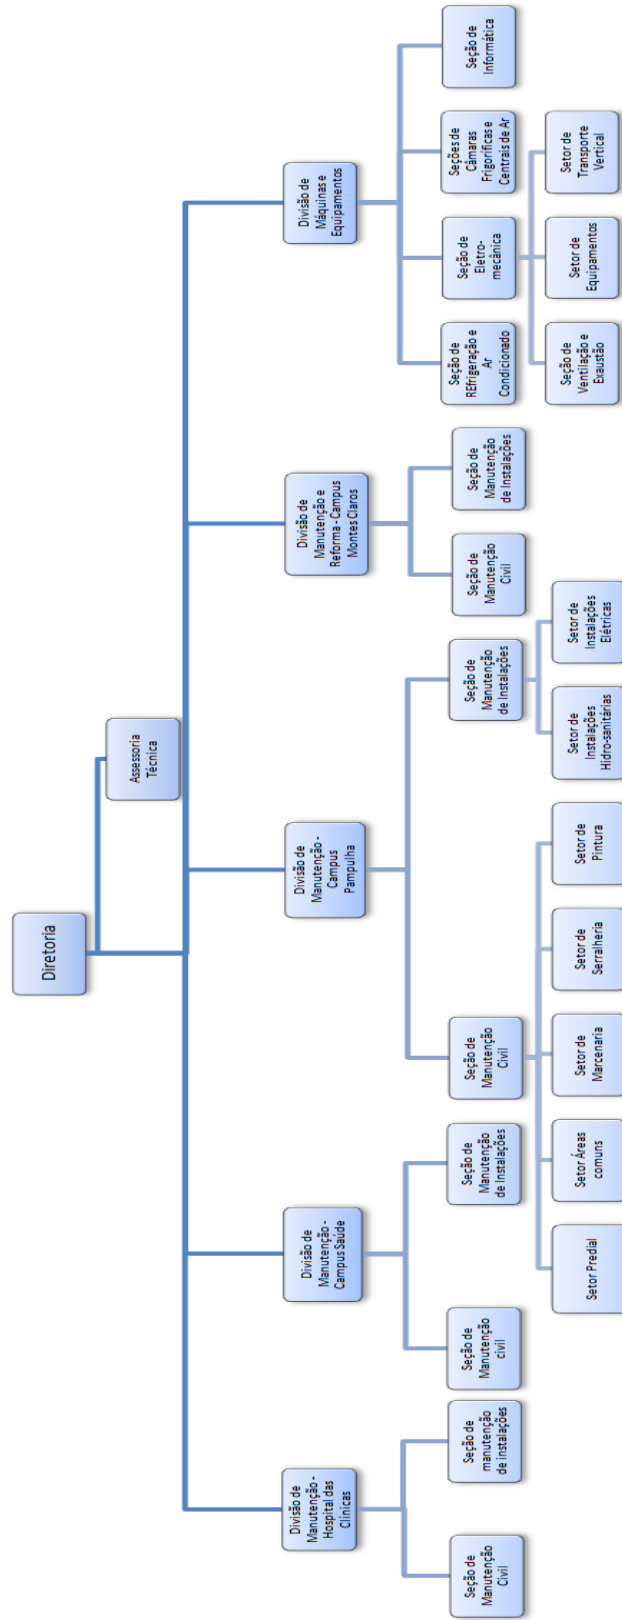 Diretoria
Assessoria
Técnica
Divisão de
Manutenção -
Hospital das
Clínicas
Divisão de
Manutenção -
Campus Saúde
Divisão de
Manutenção -
Campus
Pampulha
Divisão de
Manutenção e
Reforma - Campus
Montes Claros
Divisão de
Máquinas e
Equipamentos
Seção de
Manutenção
Civil
Seção de
manutenção
de instalações
Seção de
Manutenção
civil
Seção de
Manutenção
de Instalações
Seção de
Manutenção
Civil
Seção de
Manutenção
de Instalações
Seção de
Manutenção
Civil
Seção de
Manutenção
de Instalações
Seção de
REfrigeração e
Ar
Condicionado
Seção de
Eletro-
mecânica
Seções de
Câmaras
Frigoríficas e
Centrais de Ar
Seção de
Informática
Setor Predial
Setor Áreas
comuns
Setor de
Marcenaria
Setor de
Serralheria
Setor de
Pintura
Setor de
Instalações
Hidro-sanitárias
Setor de
Instalações
Elétricas
Seção de
Ventilação e
Exaustão
Setor de
Equipamentos
Setor de
Transporte
Vertical